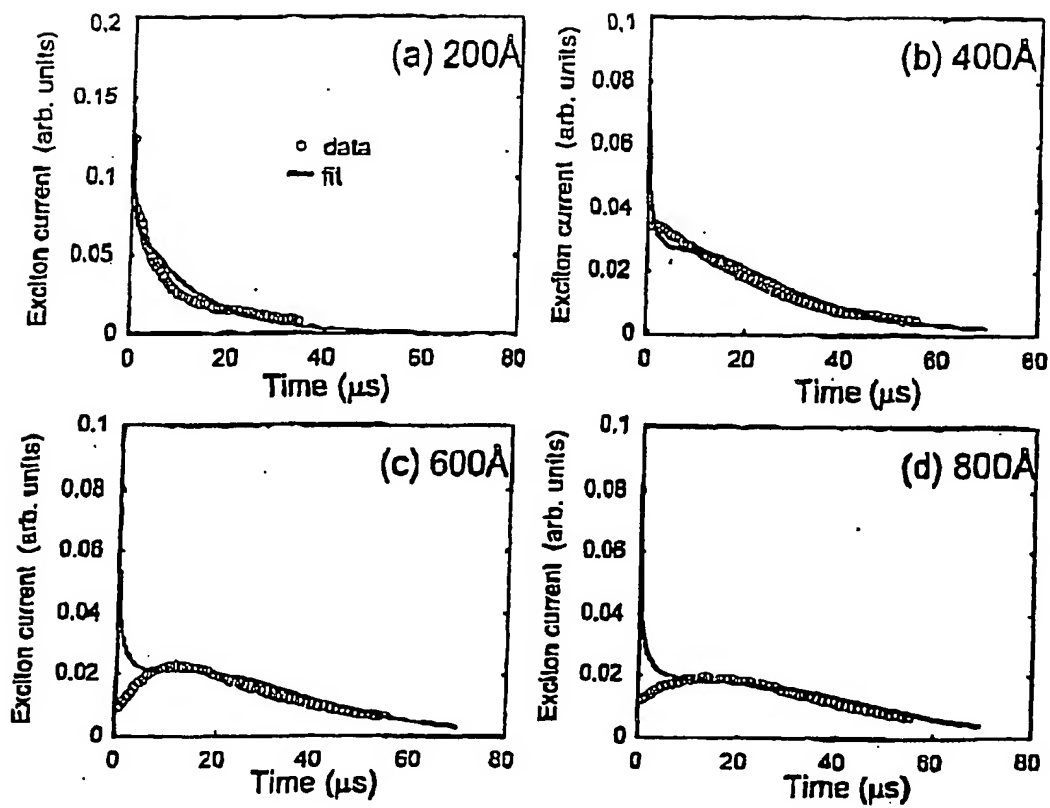 (a) 200Å
Exciton current (arb. units)
0.2
0.15
0.1
0.05
0
data
fit
0 20 40 60 80
Time (μs)
(b) 400Å
Exciton current (arb. units)
0.1
0.08
0.06
0.04
0.02
0
0 20 40 60 80
Time (μs)
(c) 600Å
Exciton current (arb. units)
0.1
0.08
0.06
0.04
0.02
0
0 20 40 60 80
Time (μs)
(d) 800Å
Exciton current (arb. units)
0.1
0.08
0.06
0.04
0.02
0
0 20 40 60 80
Time (μs)